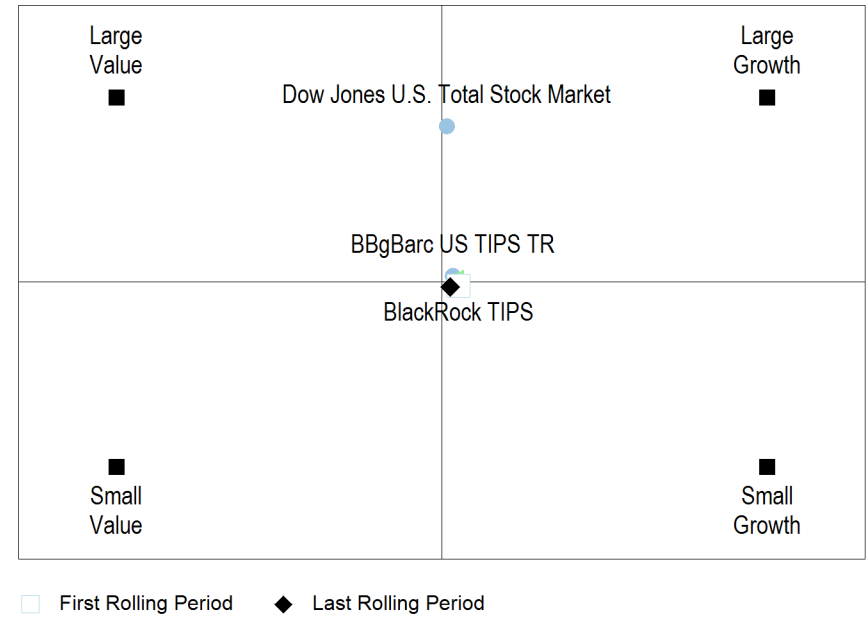 Large
Value
Large
Growth
Dow Jones U.S. Total Stock Market
BBgBarc US TIPS TR
BlackRock TIPS
Small
Value
Small
Growth
First Rolling Period
Last Rolling Period